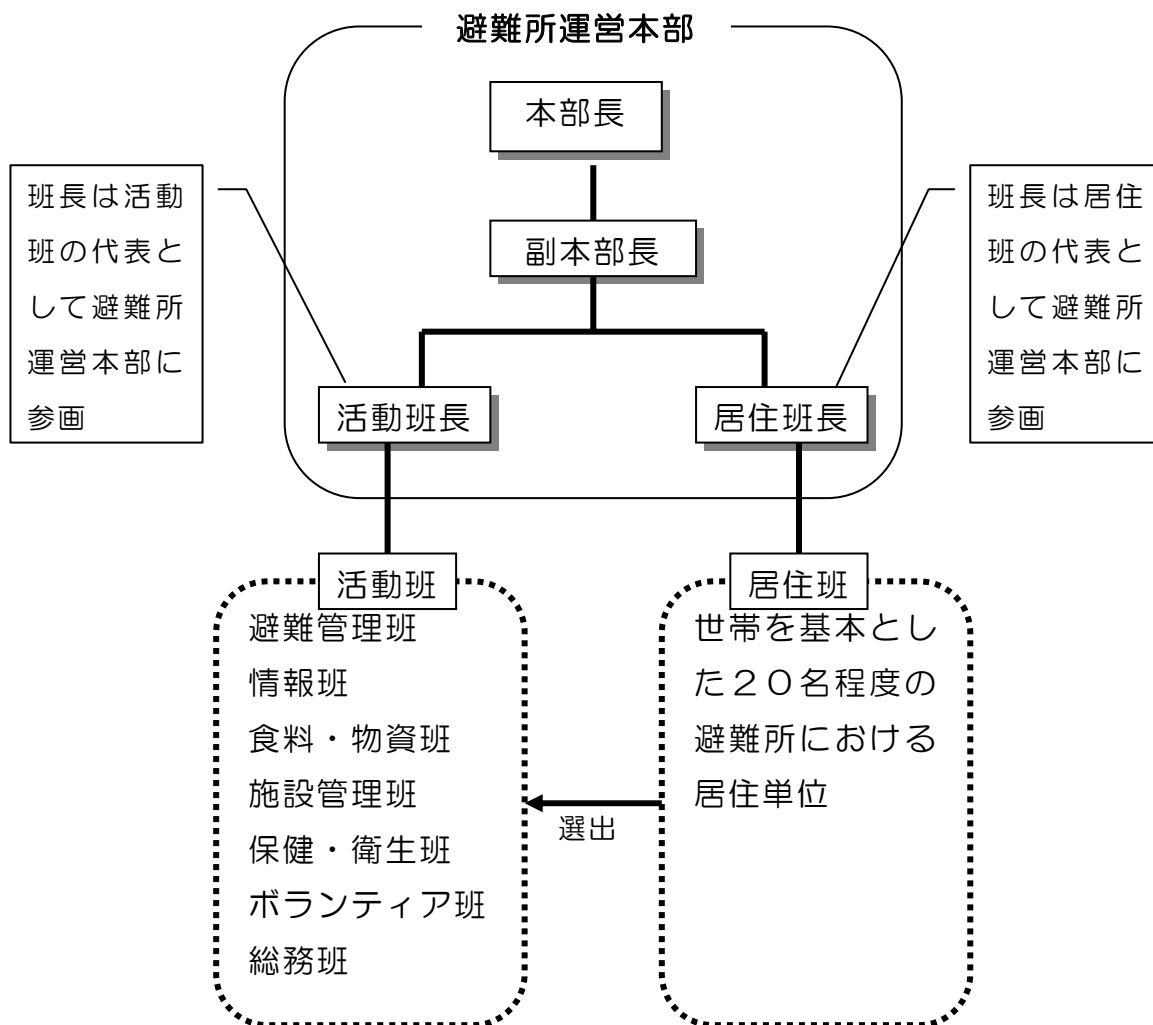 避難所運営本部
本部長
副本部長
班長は活動
班の代表と
して避難所
運営本部に
参画
班長は居住
班の代表と
して避難所
運営本部に
参画
活動班長
居住班長
活動班
避難管理班
情報班
食料・物資班
施設管理班
保健・衛生班
ボランティア班
総務班
選出
居住班
世帯を基本とし
た２０名程度の
避難所における
居住単位